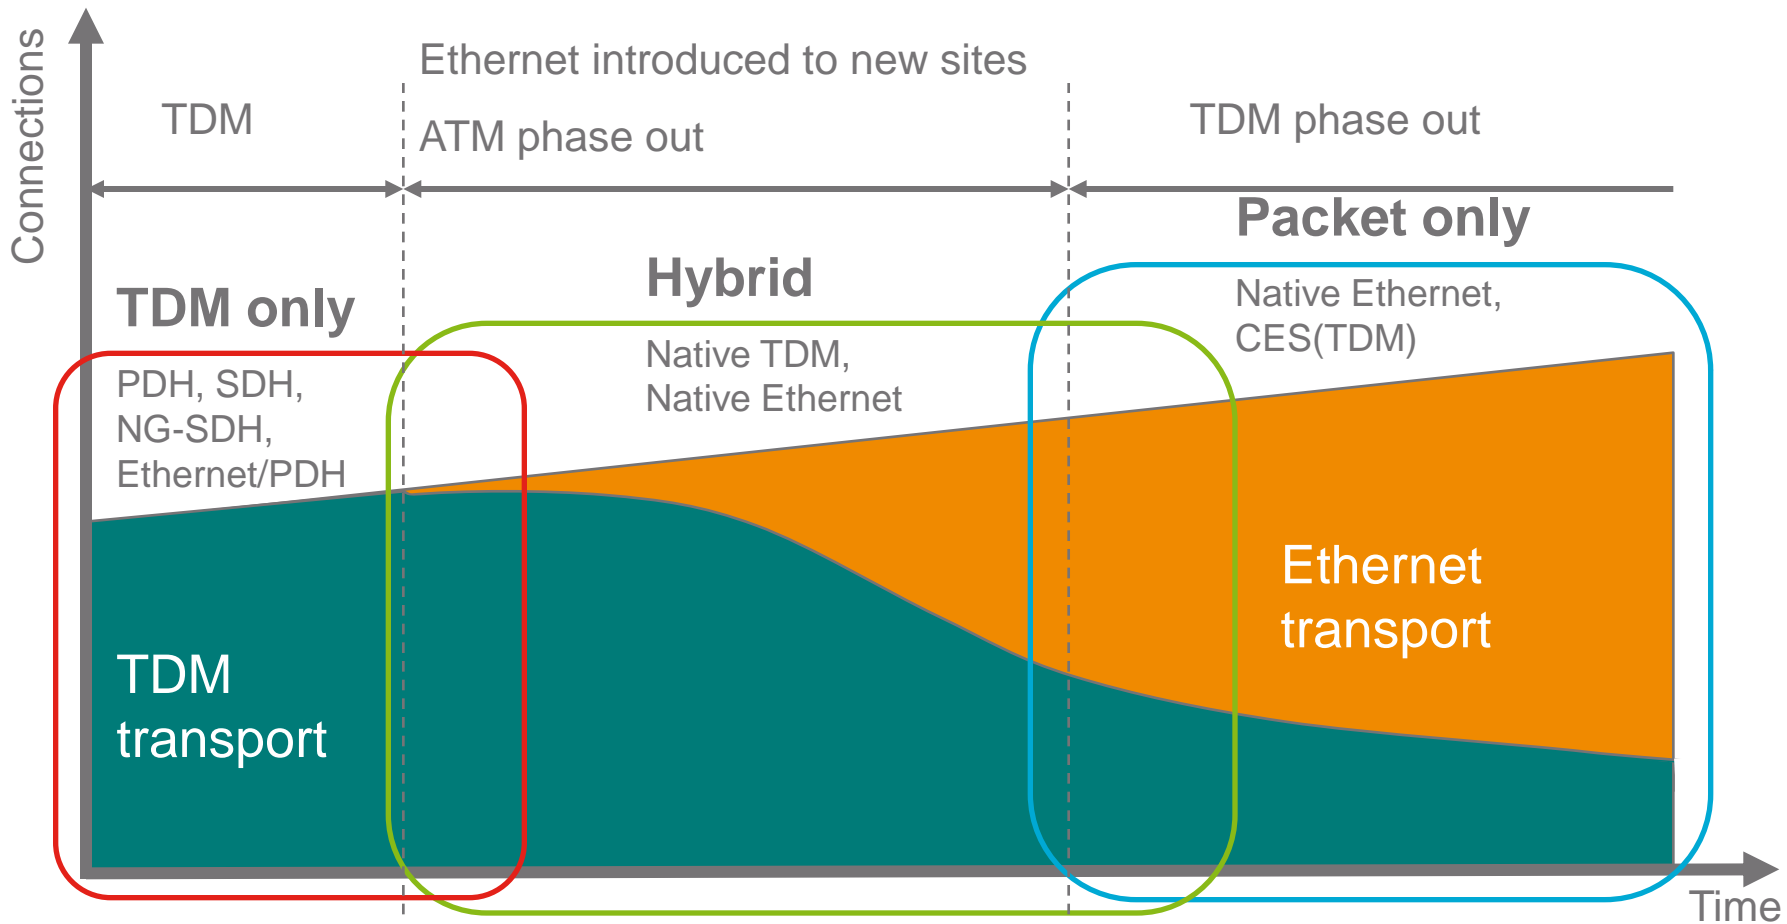 Connections
TDM
Ethernet introduced to new sites
ATM phase out
TDM phase out
TDM only
PDH, SDH,
NG-SDH,
Ethernet/PDH
Hybrid
Native TDM,
Native Ethernet
Packet only
Native Ethernet,
CES(TDM)
TDM
transport
Ethernet
transport
Time